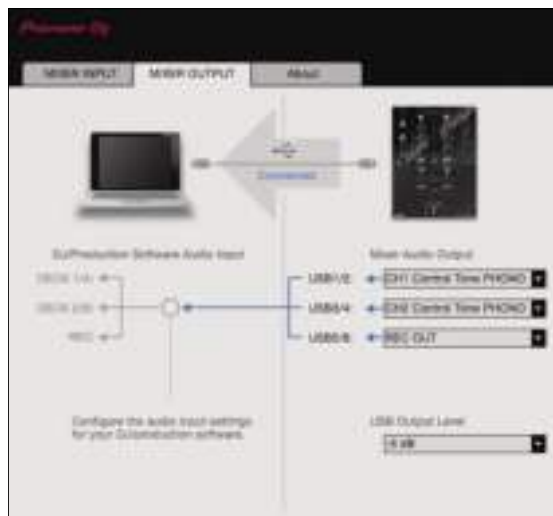 Pioneer Dj
MIXER INPUT
MIXER OUTPUT
About
Connected
DJ/Production Software Audio Input
Mixer Audio Output
DECK 1/A
DECK 2/B
REC
USB1/2
USB3/4
USB5/6
CH1 Control Tone PHONO
CH2 Control Tone PHONO
REC OUT
Configure the audio input settings
for your DJ/production software.
USB Output Level